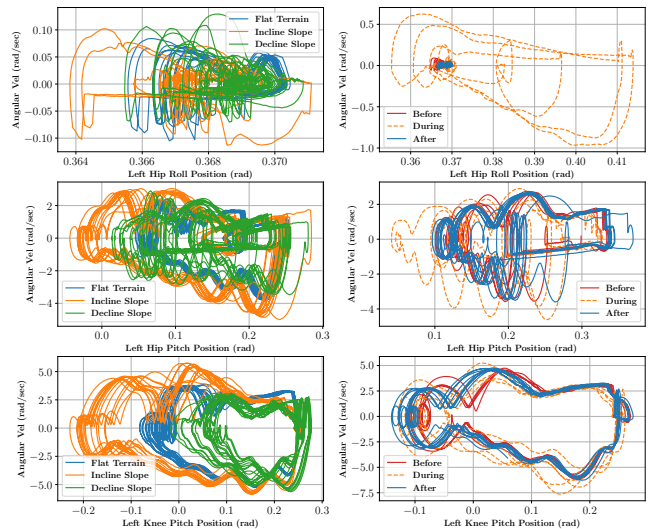 Angular Vel (rad/sec)
0.10
0.05
0.00
−0.05
−0.10
Flat Terrain
Incline Slope
Decline Slope
0.364
0.366
0.368
0.370
Left Hip Roll Position (rad)
Angular Vel (rad/sec)
0.5
0.0
−0.5
−1.0
Before
During
After
0.36
0.37
0.38
0.39
0.40
0.41
Left Hip Roll Position (rad)
Angular Vel (rad/sec)
2
0
−2
−4
Flat Terrain
Incline Slope
Decline Slope
0.0
0.1
0.2
0.3
Left Hip Pitch Position (rad)
Angular Vel (rad/sec)
2
0
−2
−4
Before
During
After
0.1
0.2
0.3
Left Hip Pitch Position (rad)
Angular Vel (rad/sec)
5.0
2.5
0.0
−2.5
−5.0
Flat Terrain
Incline Slope
Decline Slope
−0.2
−0.1
0.0
0.1
0.2
Left Knee Pitch Position (rad)
Angular Vel (rad/sec)
5.0
2.5
0.0
−2.5
−5.0
−7.5
Before
During
After
−0.1
0.0
0.1
0.2
Left Knee Pitch Position (rad)